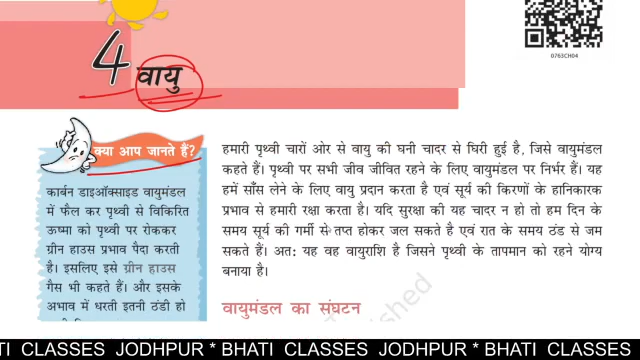 0763CH04
4 वायु
क्या आप जानते हैं?
कार्बन डाइऑक्साइड वायुमंडल
में फैल कर पृथ्वी से विकिरित
ऊष्मा को पृथ्वी पर रोककर
ग्रीन हाउस प्रभाव पैदा करती
है। इसलिए इसे ग्रीन हाउस
गैस भी कहते हैं। और इसके
अभाव में धरती इतनी ठंडी हो
हमारी पृथ्वी चारों ओर से वायु की घनी चादर से घिरी हुई है, जिसे वायुमंडल
कहते हैं। पृथ्वी पर सभी जीव जीवित रहने के लिए वायुमंडल पर निर्भर हैं। यह
हमें साँस लेने के लिए वायु प्रदान करता है एवं सूर्य की किरणों के हानिकारक
प्रभाव से हमारी रक्षा करता है। यदि सुरक्षा की यह चादर न हो तो हम दिन के
समय सूर्य की गर्मी से तप्त होकर जल सकते है एवं रात के समय ठंड से जम
सकते हैं। अत: यह वह वायुराशि है जिसने पृथ्वी के तापमान को रहने योग्य
बनाया है।
वायुमंडल का संघटन
CLASSES JODHPUR * BHATI CLASSES JODHPUR * BHATI CLASSES